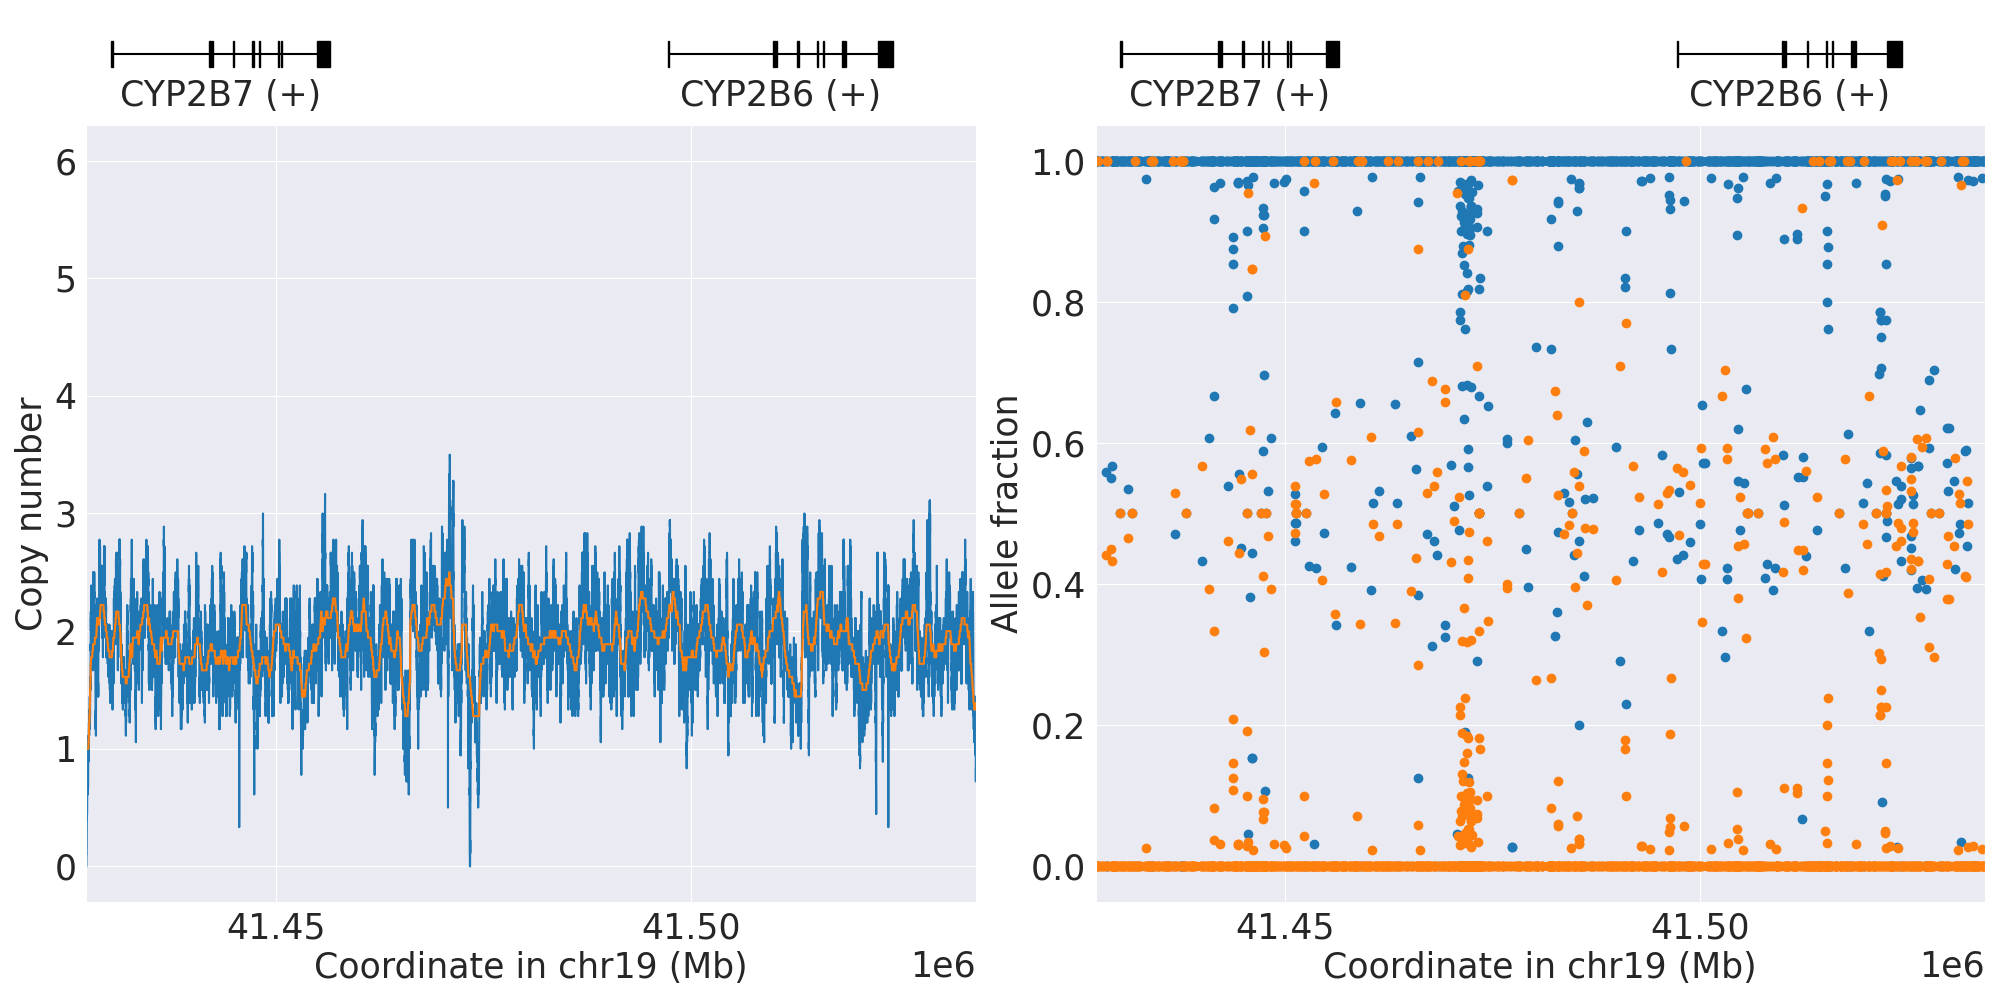 CYP2B7 (+)
CYP2B6 (+)
CYP2B7 (+)
CYP2B6 (+)
Copy number
6
5
4
3
2
1
0
41.45
41.50
Coordinate in chr19 (Mb)
1e6
Allele fraction
1.0
0.8
0.6
0.4
0.2
0.0
41.45
41.50
Coordinate in chr19 (Mb)
1e6